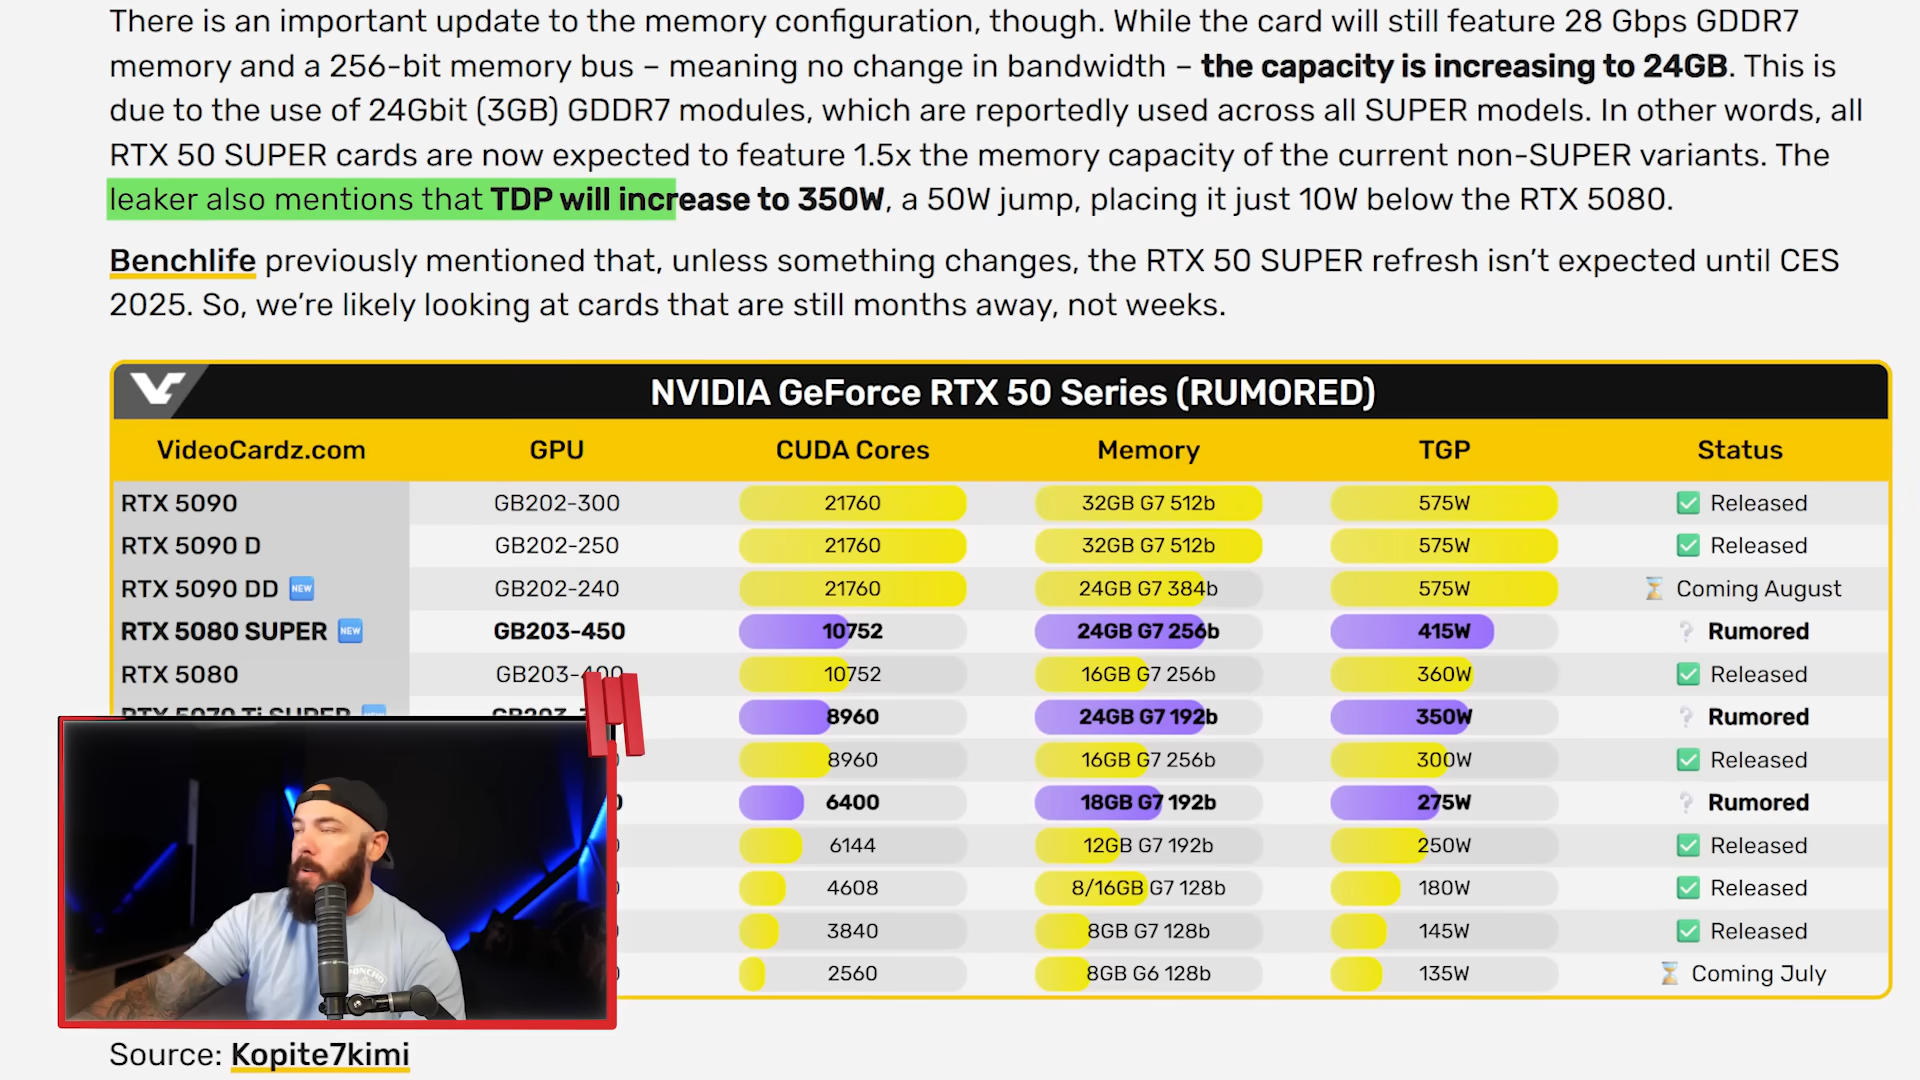 There is an important update to the memory configuration, though. While the card will still feature 28 Gbps GDDR7
memory and a 256-bit memory bus – meaning no change in bandwidth – the capacity is increasing to 24GB. This is
due to the use of 24Gbit (3GB) GDDR7 modules, which are reportedly used across all SUPER models. In other words, all
RTX 50 SUPER cards are now expected to feature 1.5x the memory capacity of the current non-SUPER variants. The
leaker also mentions that TDP will increase to 350W, a 50W jump, placing it just 10W below the RTX 5080.
Benchlife previously mentioned that, unless something changes, the RTX 50 SUPER refresh isn't expected until CES
2025. So, we're likely looking at cards that are still months away, not weeks.
NVIDIA GeForce RTX 50 Series (RUMORED)
VideoCardz.com GPU CUDA Cores Memory TGP Status
RTX 5090 GB202-300 21760 32GB G7 512b 575W Released
RTX 5090 D GB202-250 21760 32GB G7 512b 575W Released
RTX 5090 DD NEW GB202-240 21760 24GB G7 384b 575W Coming August
RTX 5080 SUPER NEW GB203-450 10752 24GB G7 256b 415W Rumored
RTX 5080 GB203-400 10752 16GB G7 256b 360W Released
RTX 5070 Ti SUPER 8960 24GB G7 192b 350W Rumored
8960 16GB G7 256b 300W Released
6400 18GB G7 192b 275W Rumored
6144 12GB G7 192b 250W Released
4608 8/16GB G7 128b 180W Released
3840 8GB G7 128b 145W Released
2560 8GB G6 128b 135W Coming July
PONCHO
Source: Kopite7kimi